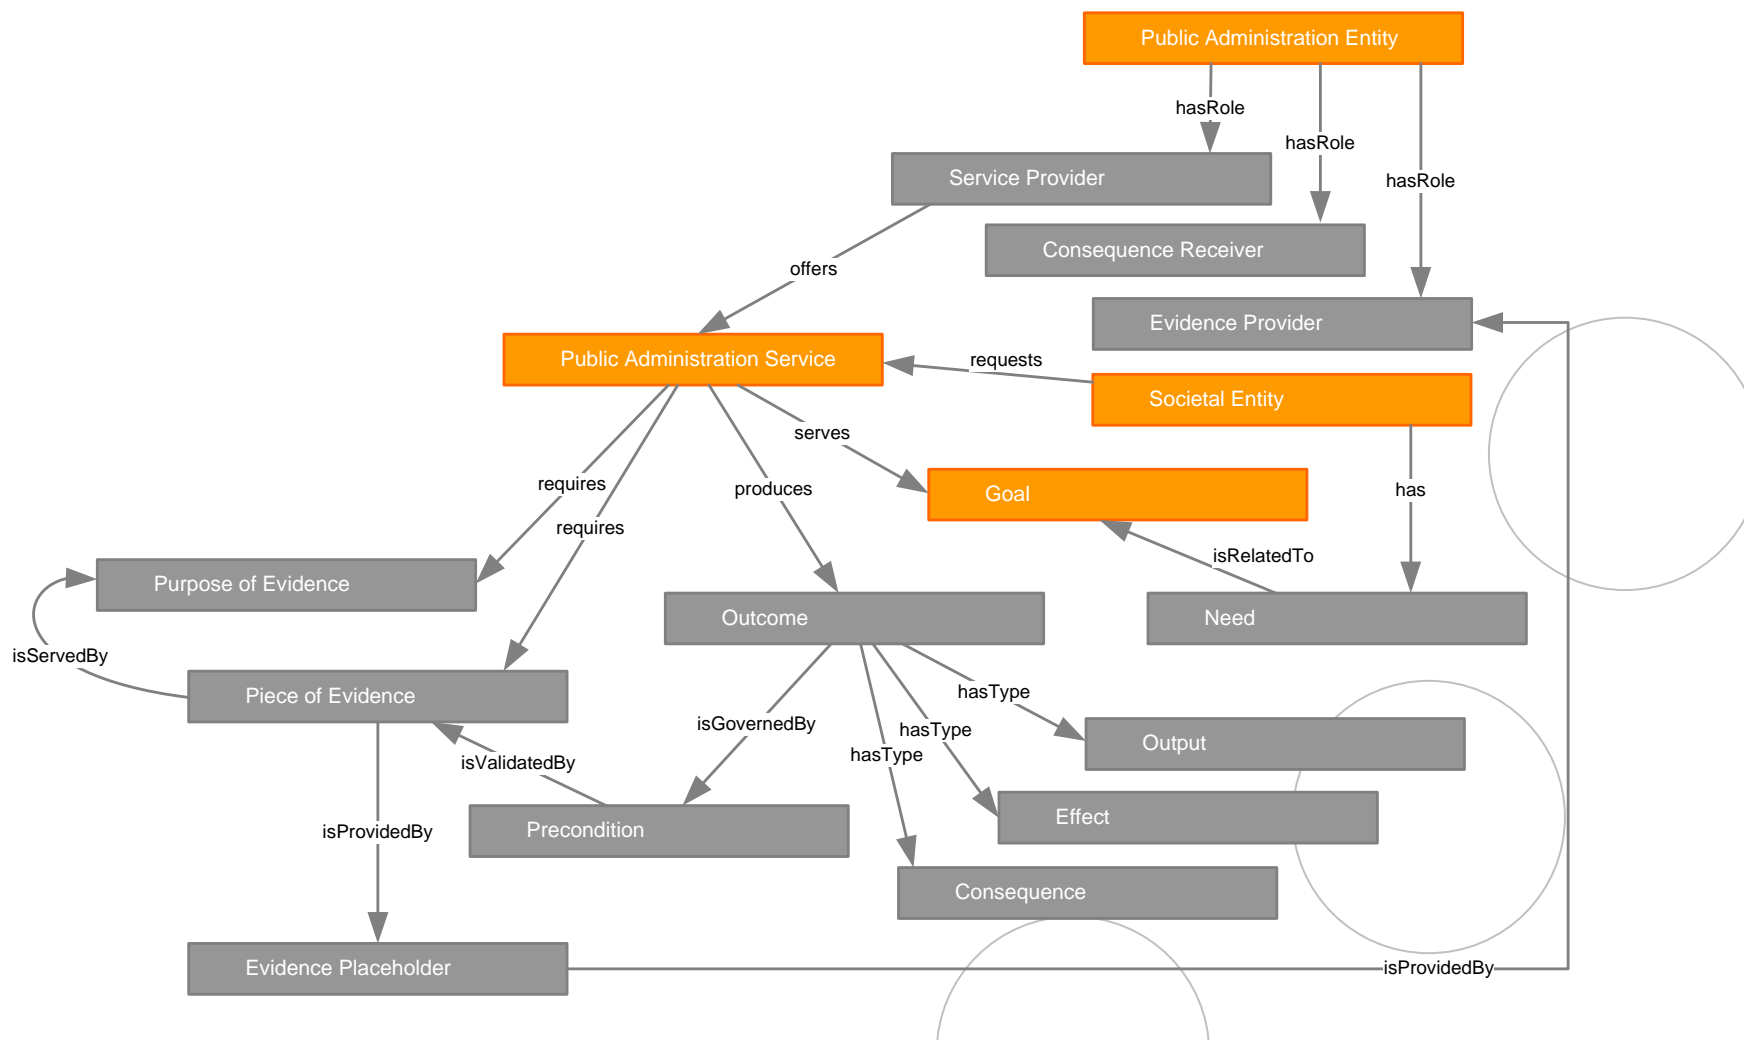 Public Administration Entity
hasRole
hasRole
hasRole
Service Provider
Consequence Receiver
offers
Evidence Provider
Public Administration Service
requests
Societal Entity
serves
requires
produces
Goal
has
requires
isRelatedTo
Purpose of Evidence
Outcome
Need
isServedBy
Piece of Evidence
hasType
isGovernedBy
hasType
Output
hasType
isValidatedBy
Effect
isProvidedBy
Precondition
Consequence
Evidence Placeholder
isProvidedBy